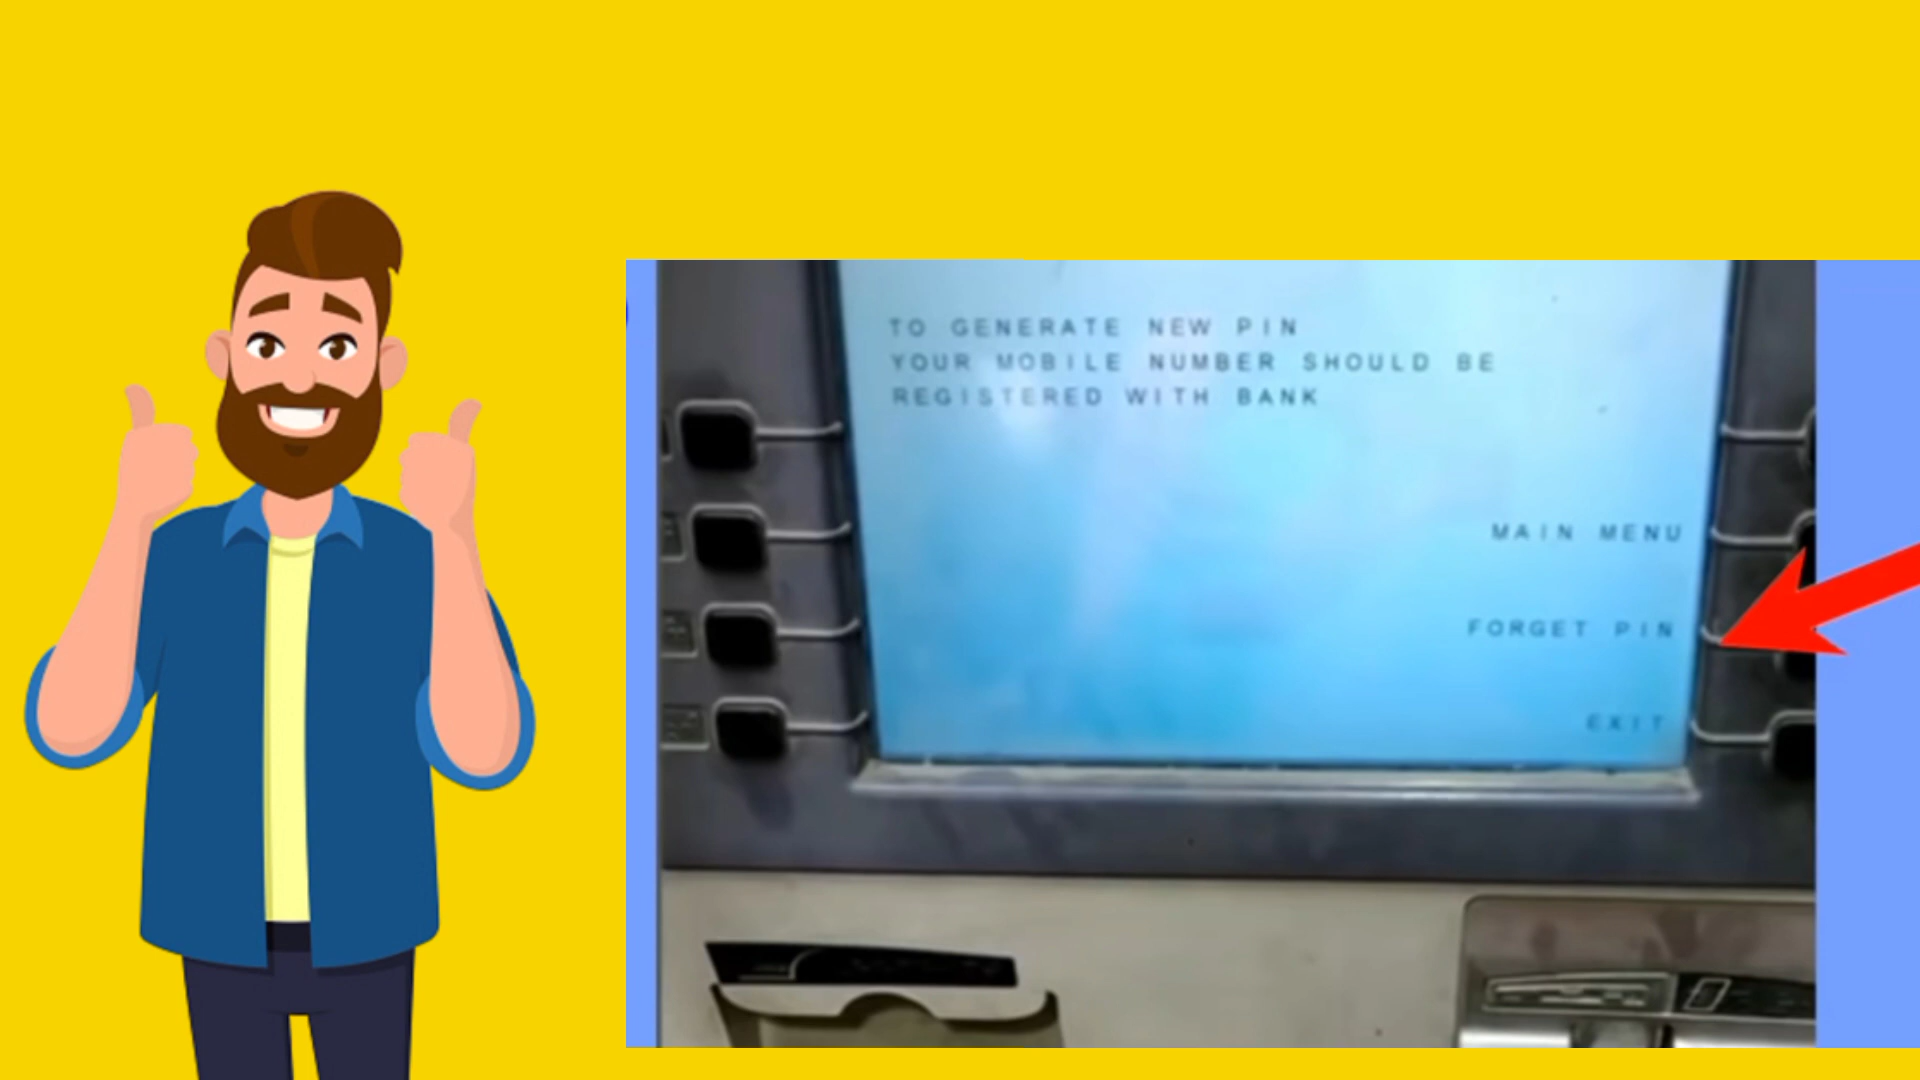 TO GENERATE NEW PIN
YOUR MOBILE NUMBER SHOULD BE
REGISTERED WITH BANK
MAIN MENU
FORGET PIN
EXIT